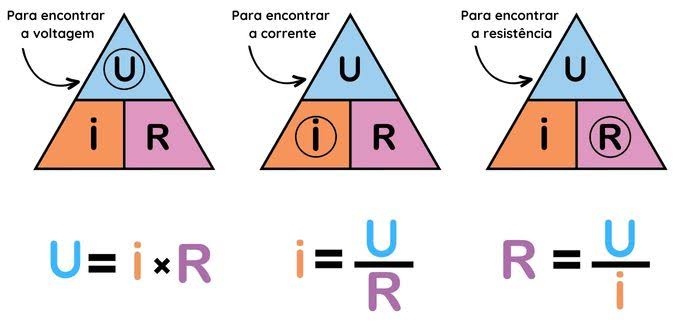 Para encontrar
a voltagem
U
i R
U = i × R
Para encontrar
a corrente
U
i R
i = U
R
Para encontrar
a resistência
U
i R
R = U
i